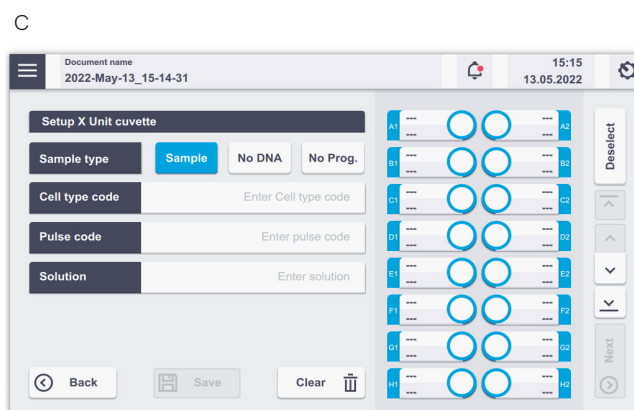 C
Document name
2022-May-13_15-14-31
15:15
13.05.2022
Setup X Unit cuvette
Sample type
Sample
No DNA
No Prog.
Cell type code
Enter Cell type code
Pulse code
Enter pulse code
Solution
Enter solution
Back
Save
Clear
A1 --- --- A2
--- ---
B1 --- --- B2
--- ---
C1 --- --- C2
--- ---
D1 --- --- D2
--- ---
E1 --- --- E2
--- ---
F1 --- --- F2
--- ---
G1 --- --- G2
--- ---
H1 --- --- H2
--- ---
Deselect
Next